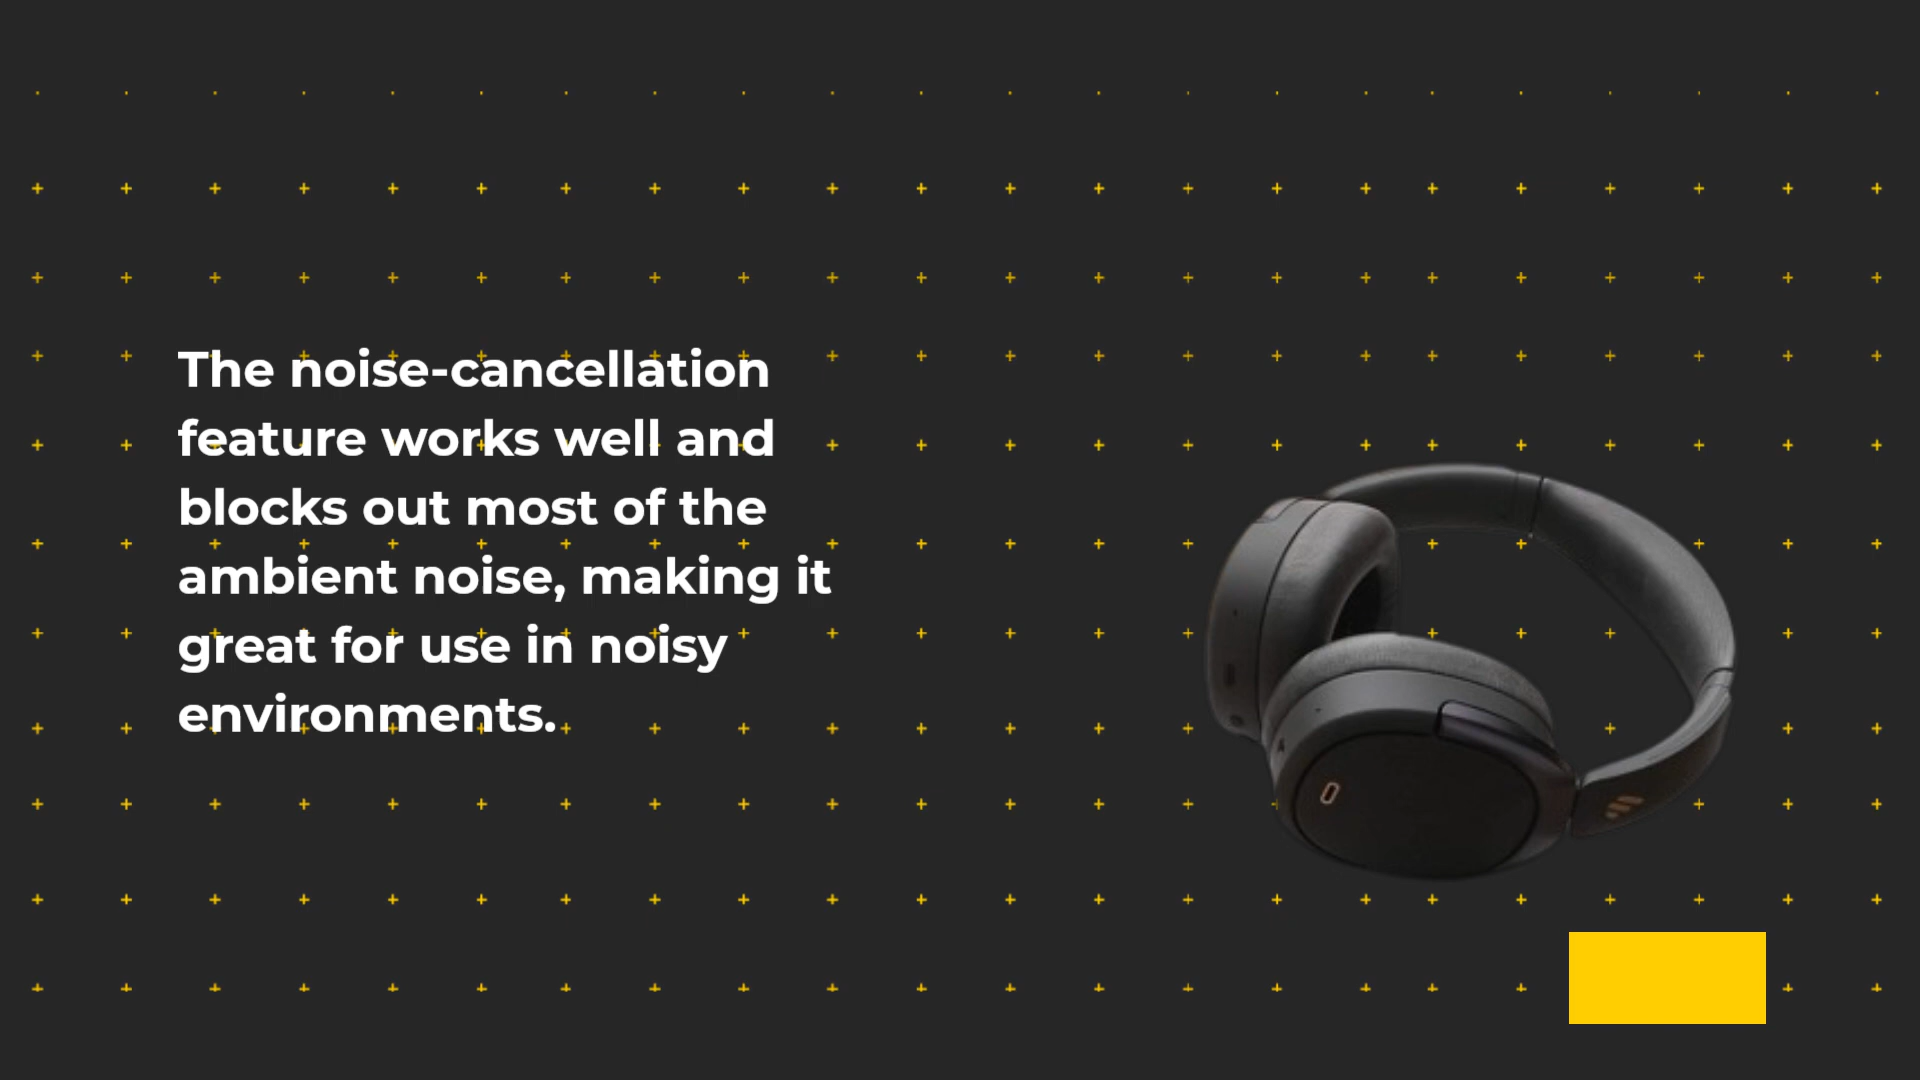 The noise-cancellation
feature works well and
blocks out most of the
ambient noise, making it
great for use in noisy
environments.